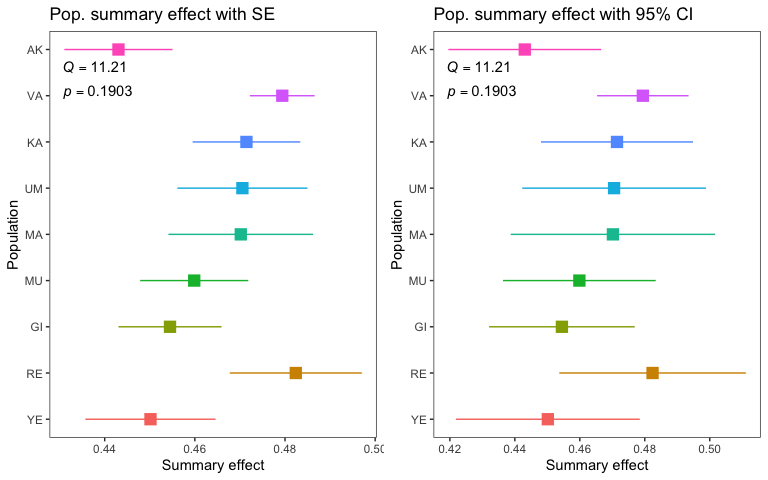 Pop. summary effect with SE
AK
Q = 11.21
p = 0.1903
VA
KA
UM
MA
MU
GI
RE
YE
Population
0.44
0.46
0.48
0.50
Summary effect
Pop. summary effect with 95% CI
AK
Q = 11.21
p = 0.1903
VA
KA
UM
MA
MU
GI
RE
YE
Population
0.42
0.44
0.46
0.48
0.50
Summary effect